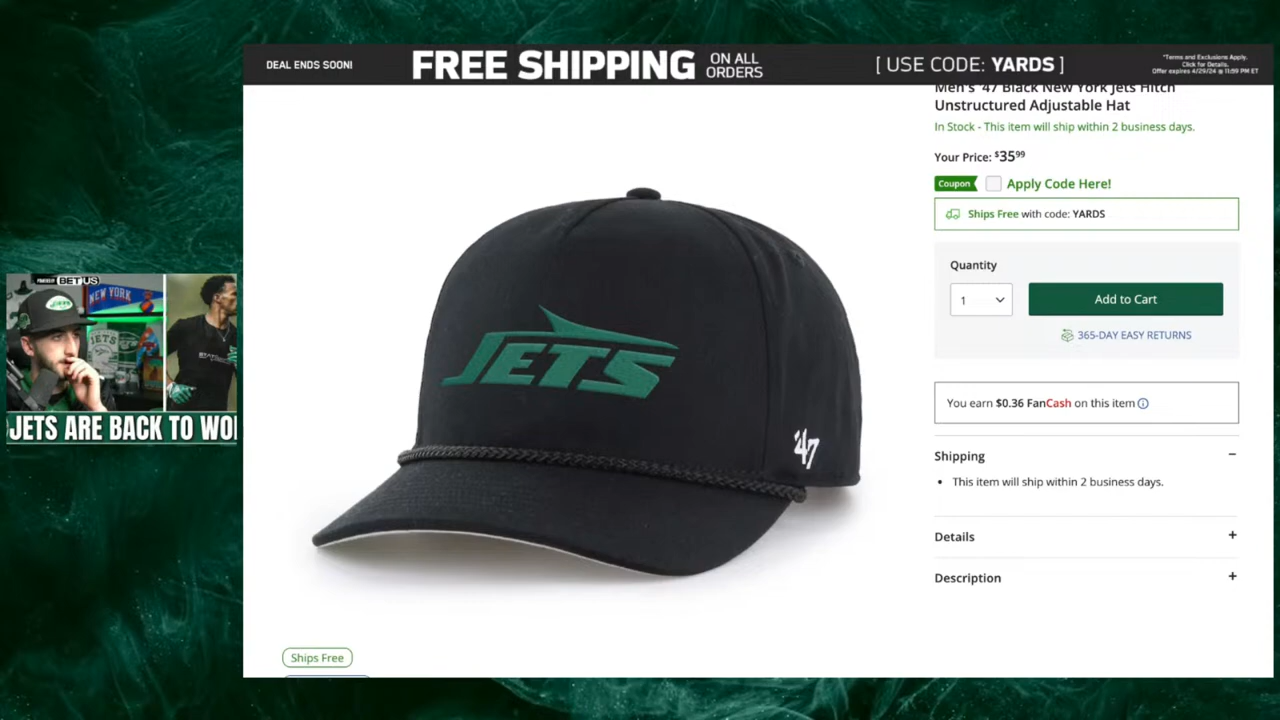 DEAL ENDS SOON!
FREE SHIPPING ON ALL ORDERS
[ USE CODE: YARDS ]
*Terms and Exclusions Apply.
Click for Details.
Offer expires 4/29/24 @ 11:59 PM ET
Men's '47 Black New York Jets Hitch
Unstructured Adjustable Hat
In Stock - This item will ship within 2 business days.
Your Price: $35.99
Coupon Apply Code Here!
Ships Free with code: YARDS
Quantity
1
Add to Cart
365-DAY EASY RETURNS
You earn $0.36 FanCash on this item
Shipping
This item will ship within 2 business days.
Details
Description
JETS
'47
Ships Free
BETUS
NEW YORK
JETS
JETS ARE BACK TO WO